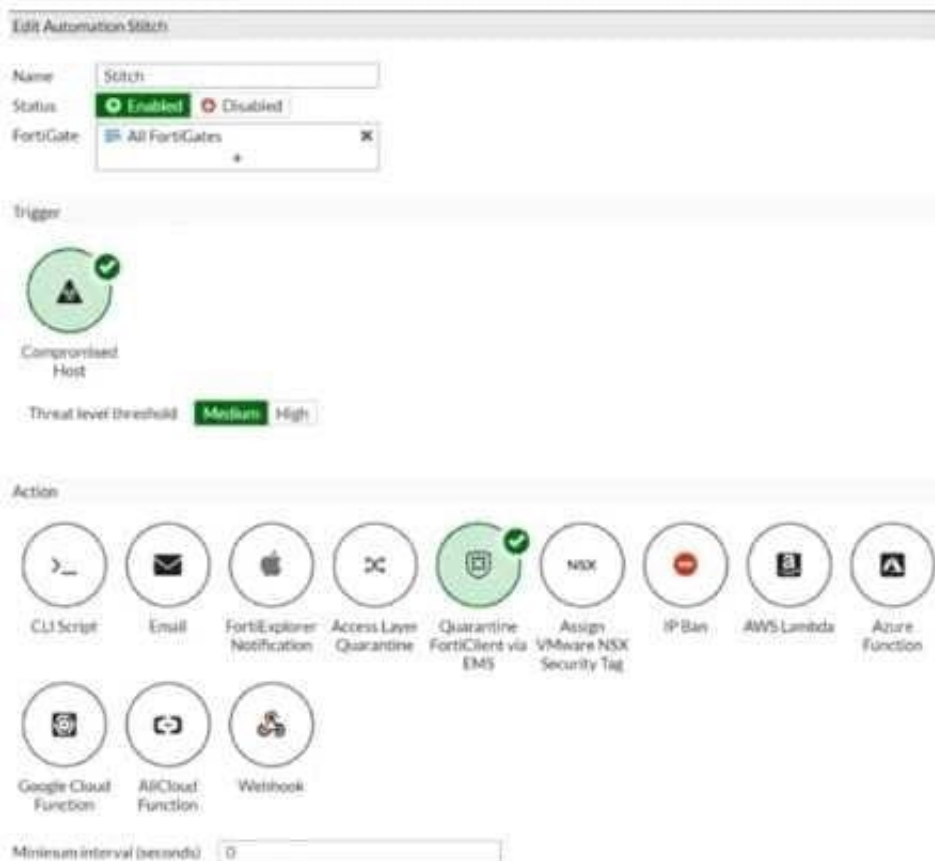 Edit Automation Stitch
Name Stitch
Status Enabled Disabled
FortiGate All FortiGates
+
Trigger
Compromised
Host
Threat level threshold Medium High
Action
>_ NSX a
CLI Script Email FortiExplorer Access Layer Quarantine Assign IP Ban AWS Lambda Azure
Notification Quarantine FortiClient via VMware NSX Function
EMS Security Tag
Google Cloud AliCloud Webhook
Function Function
Minimum interval (seconds) 0